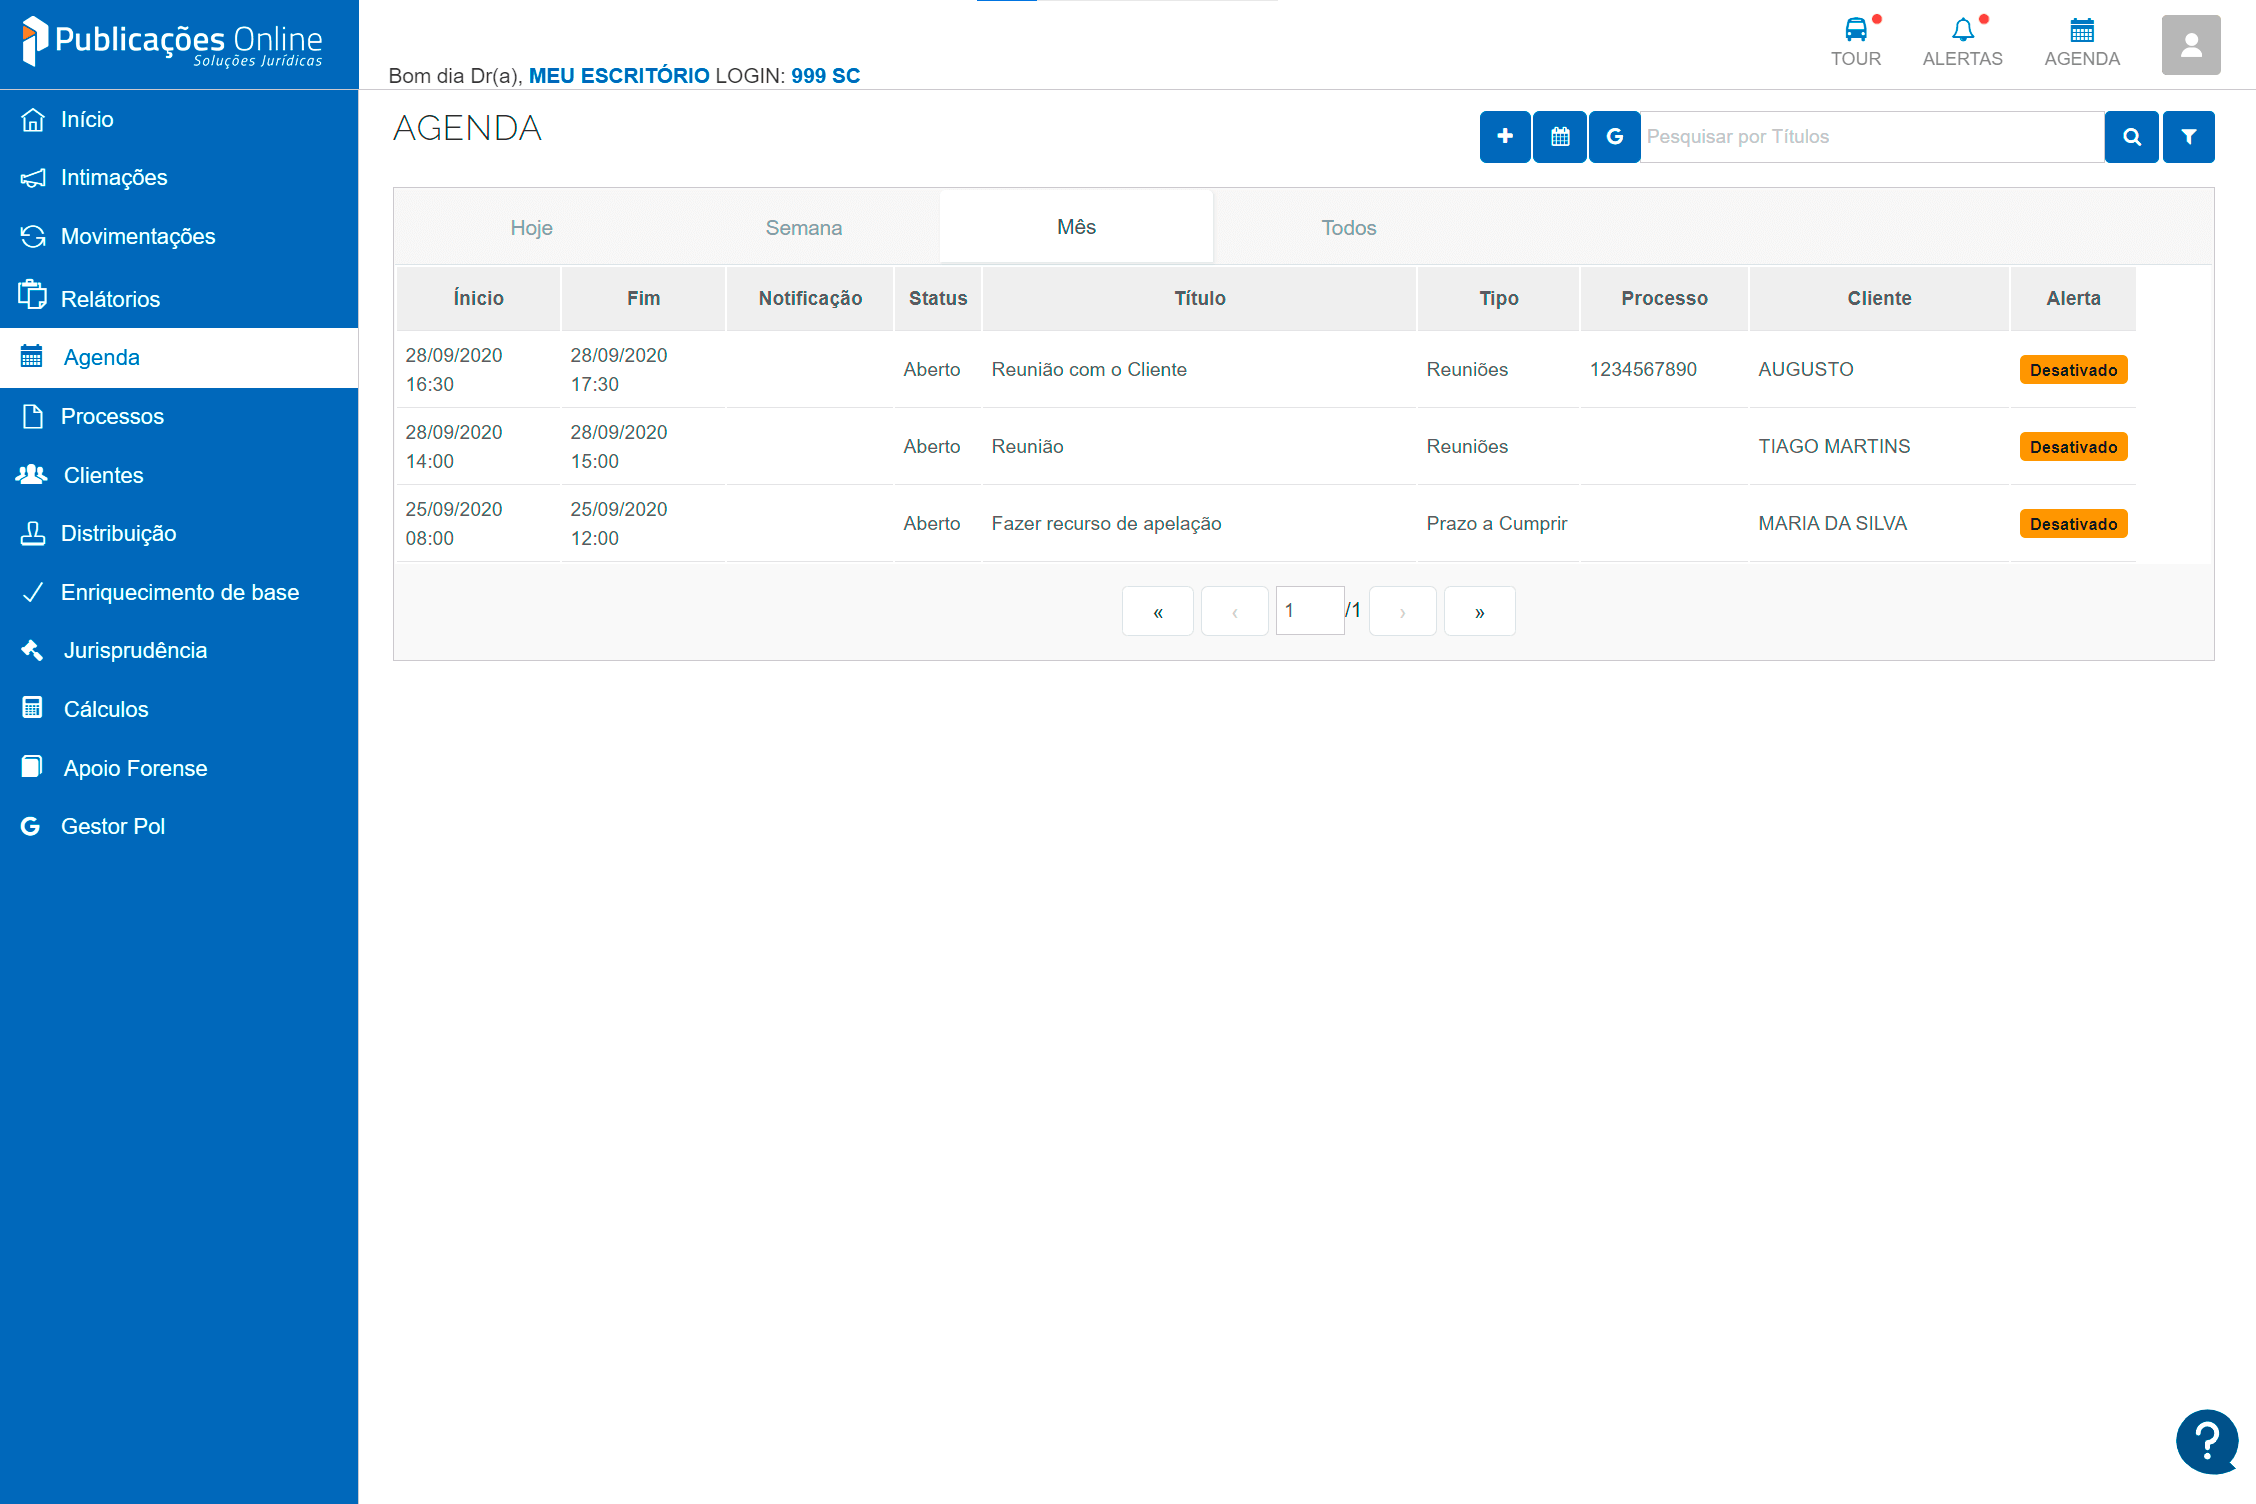 Publicações Online
Soluções Jurídicas
Bom dia Dr(a), MEU ESCRITÓRIO LOGIN: 999 SC
TOUR
ALERTAS
AGENDA
Início
Intimações
Movimentações
Relátorios
Agenda
Processos
Clientes
Distribuição
Enriquecimento de base
Jurisprudência
Cálculos
Apoio Forense
G Gestor Pol
AGENDA
G
Pesquisar por Títulos
Hoje Semana Mês Todos
Ínicio Fim Notificação Status Título Tipo Processo Cliente Alerta
28/09/2020 28/09/2020
16:30 17:30 Aberto Reunião com o Cliente Reuniões 1234567890 AUGUSTO Desativado
28/09/2020 28/09/2020
14:00 15:00 Aberto Reunião Reuniões TIAGO MARTINS Desativado
25/09/2020 25/09/2020
08:00 12:00 Aberto Fazer recurso de apelação Prazo a Cumprir MARIA DA SILVA Desativado
« ‹ 1 /1 › »
?